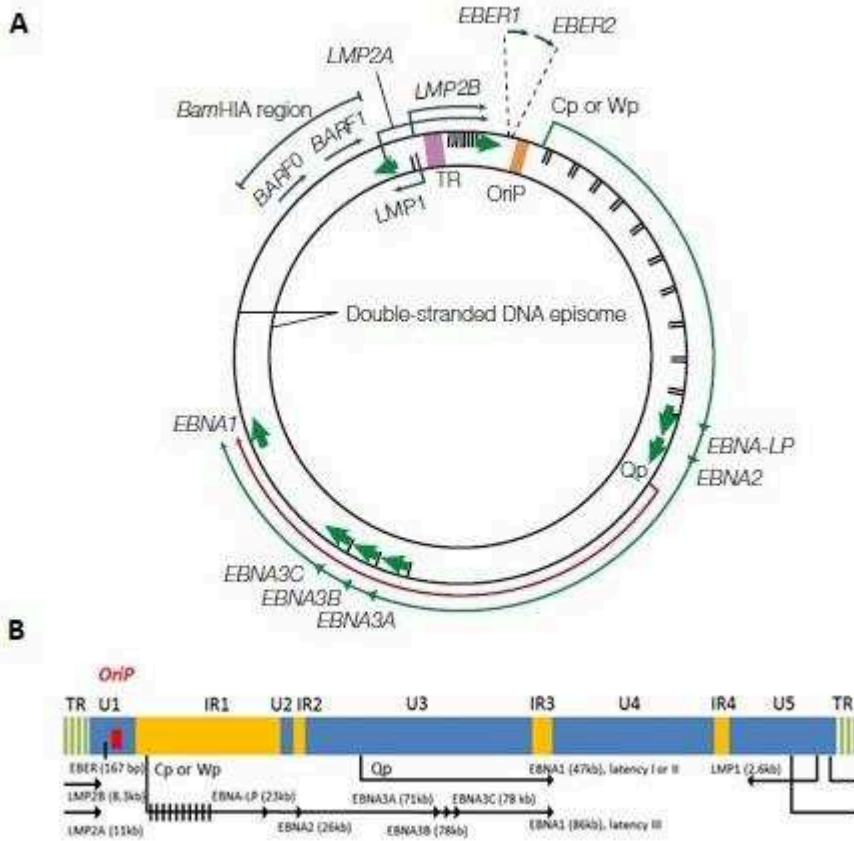 A
EBER1
EBER2
LMP2A
LMP2B
Cp or Wp
BamHIA region
BARF1
BARF0
TR
OriP
LMP1
Double-stranded DNA episome
EBNA1
EBNA-LP
Qp
EBNA2
EBNA3C
EBNA3B
EBNA3A
B
OriP
TR U1 IR1 U2 IR2 U3 IR3 U4 IR4 U5 TR
EBER (167 bp) Cp or Wp Qp EBNA1 (47kb), latency I or II LMP1 (2.6kb)
LMP2B (8.3kb) EBNA-LP (23kb) EBNA3A (71kb) EBNA3C (78 kb)
LMP2A (11kb) EBNA2 (26kb) EBNA3B (78kb) EBNA1 (86kb), latency III